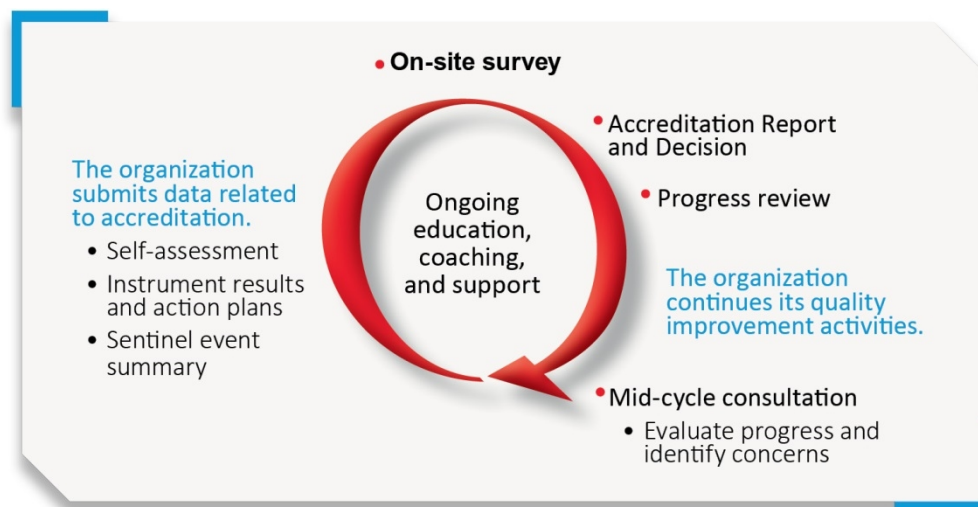 • On-site survey
• Accreditation Report
and Decision
• Progress review
The organization
submits data related
to accreditation.
• Self-assessment
• Instrument results
and action plans
• Sentinel event
summary
Ongoing
education,
coaching,
and support
The organization
continues its quality
improvement activities.
• Mid-cycle consultation
• Evaluate progress and
identify concerns